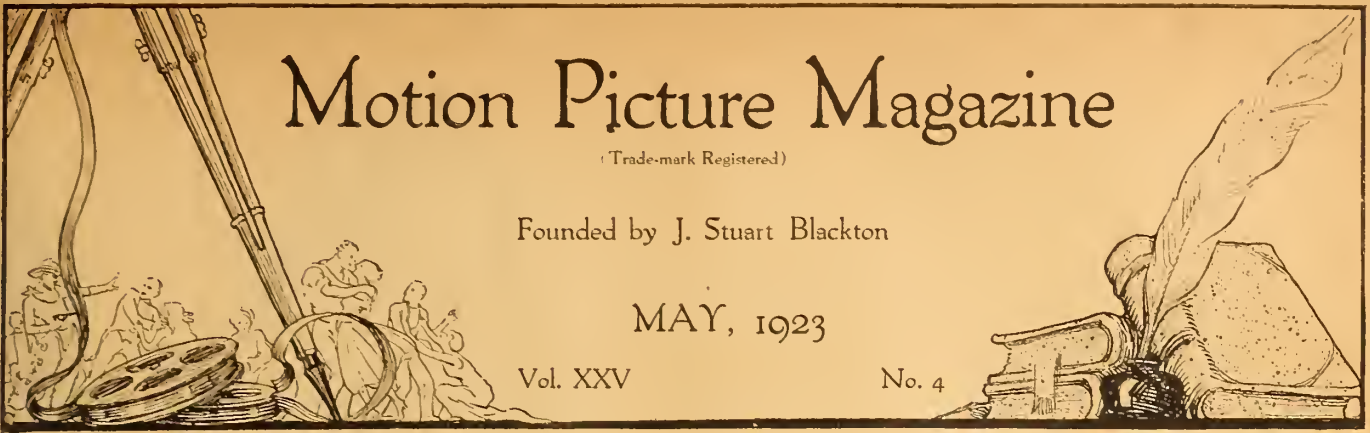 Motion Picture Magazine
(Trade-mark Registered)
Founded by J. Stuart Blackton
MAY, 1923
Vol. XXV No. 4